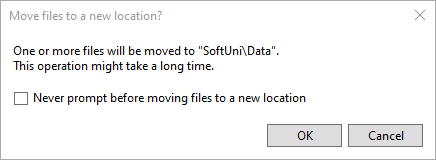 Move files to a new location?
One or more files will be moved to "SoftUni\Data".
This operation might take a long time.
Never prompt before moving files to a new location
OK
Cancel